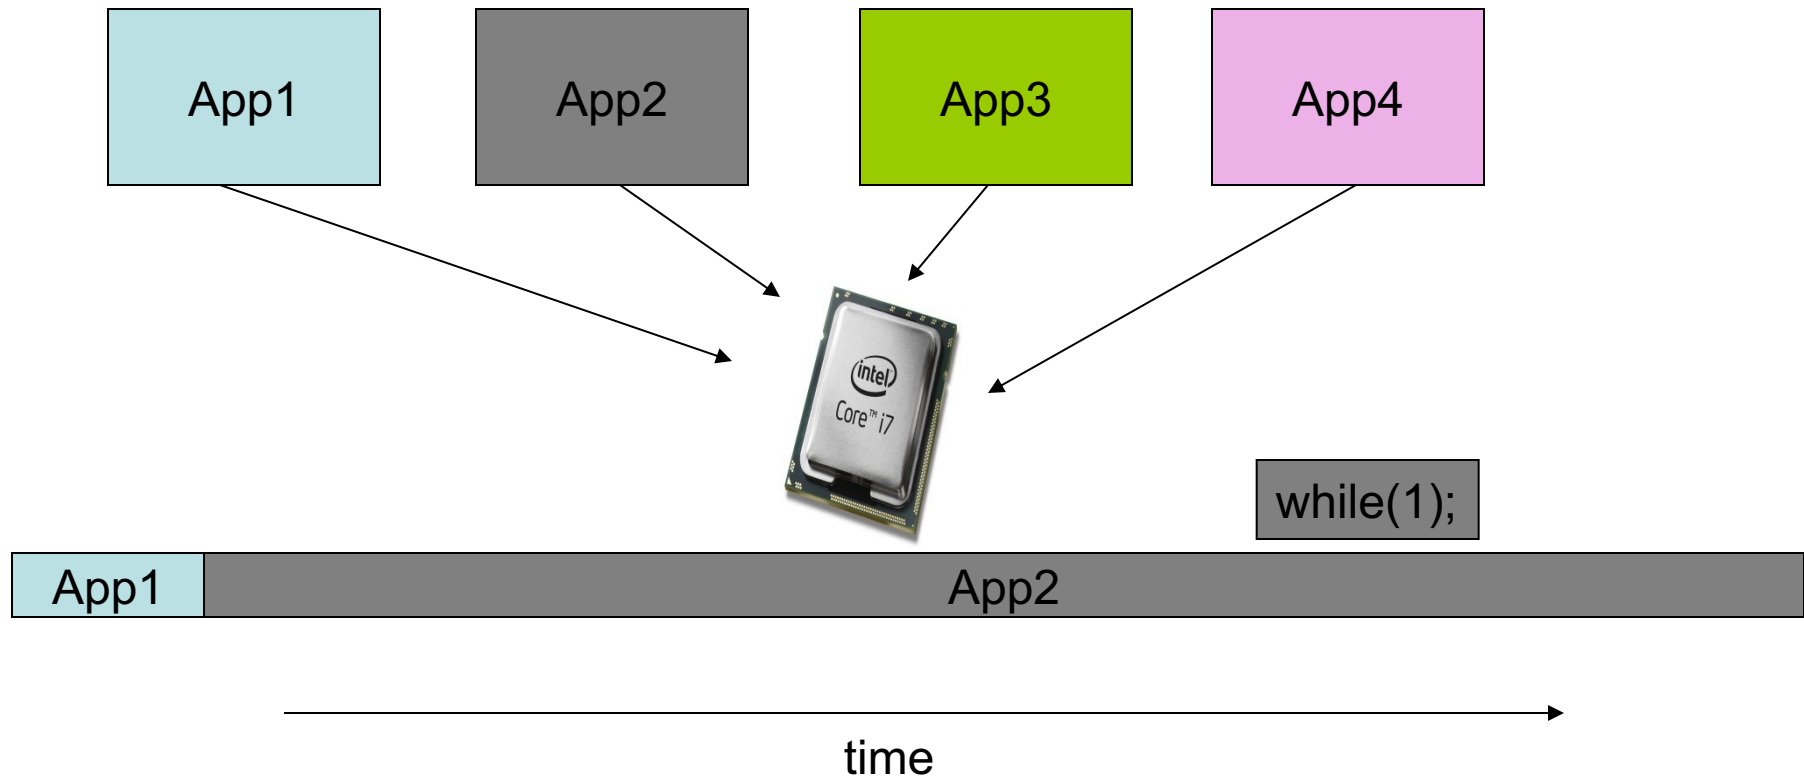 App1
App2
App3
App4
intel
Core™ i7
while(1);
App1
App2
time